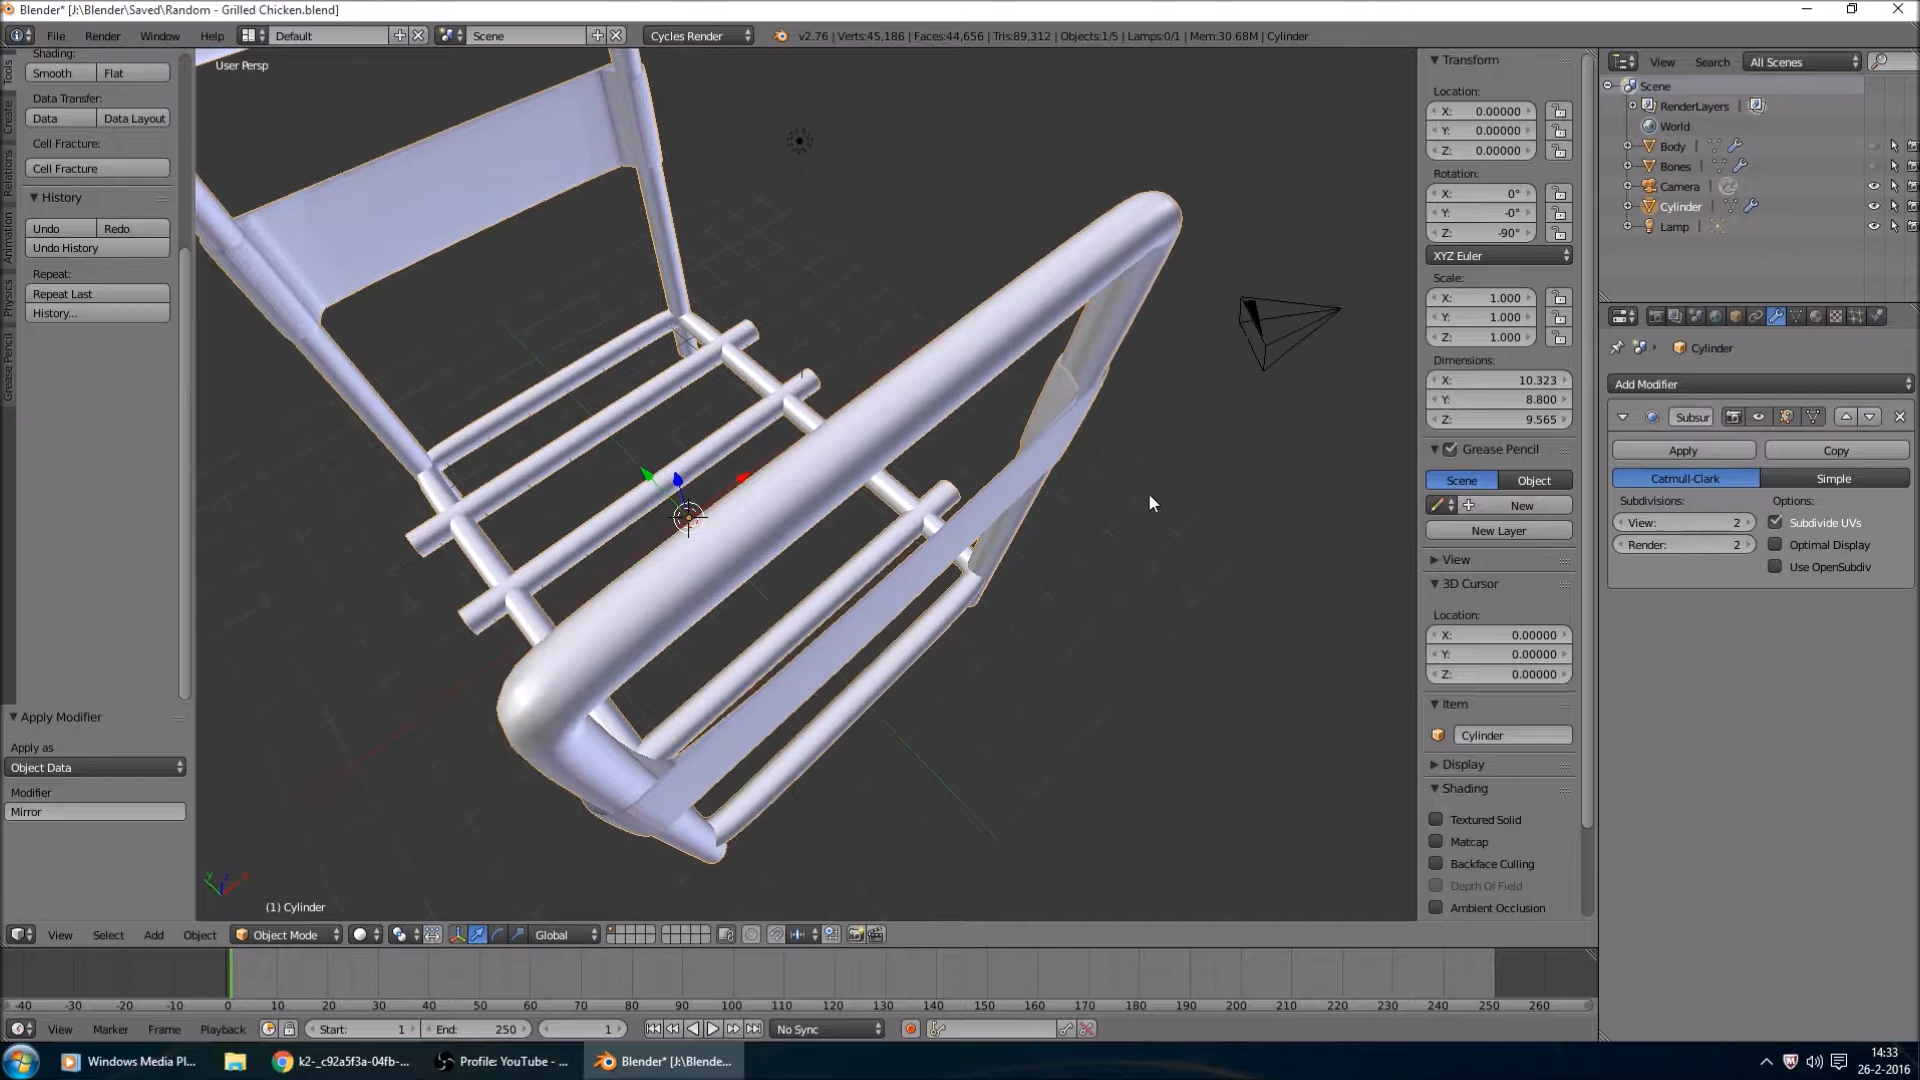 Blender* [J:\Blender\Saved\Random - Grilled Chicken.blend]
File Render Window Help Default Scene Cycles Render v2.76 | Verts:45,186 | Faces:44,656 | Tris:89,312 | Objects:1/5 | Lamps:0/1 | Mem:30.68M | Cylinder
Shading:
Smooth Flat
Data Transfer:
Data Data Layout
Cell Fracture:
Cell Fracture
History
Undo Redo
Undo History
Repeat:
Repeat Last
History...
Tools
Create
Relations
Animation
Physics
Grease Pencil
Apply Modifier
Apply as
Object Data
Modifier
Mirror
User Persp
(1) Cylinder
Transform
Location:
X: 0.00000
Y: 0.00000
Z: 0.00000
Rotation:
X: 0°
Y: -0°
Z: -90°
XYZ Euler
Scale:
X: 1.000
Y: 1.000
Z: 1.000
Dimensions:
X: 10.323
Y: 8.800
Z: 9.565
Grease Pencil
Scene Object
New
New Layer
View
3D Cursor
Location:
X: 0.00000
Y: 0.00000
Z: 0.00000
Item
Cylinder
Display
Shading
Textured Solid
Matcap
Backface Culling
Depth Of Field
Ambient Occlusion
View Search All Scenes
Scene
RenderLayers
World
Body
Bones
Camera
Cylinder
Lamp
Cylinder
Add Modifier
Subsur
Apply Copy
Catmull-Clark Simple
Subdivisions: Options:
View: 2 Subdivide UVs
Render: 2 Optimal Display
Use OpenSubdiv
View Select Add Object Object Mode Global
-40 -30 -20 -10 0 10 20 30 40 50 60 70 80 90 100 110 120 130 140 150 160 170 180 190 200 210 220 230 240 250 260
View Marker Frame Playback Start: 1 End: 250 1 No Sync
Windows Media Pl... k2-_c92a5f3a-04fb-... Profile: YouTube - ... Blender* [J:\Blende...
14:33
26-2-2016